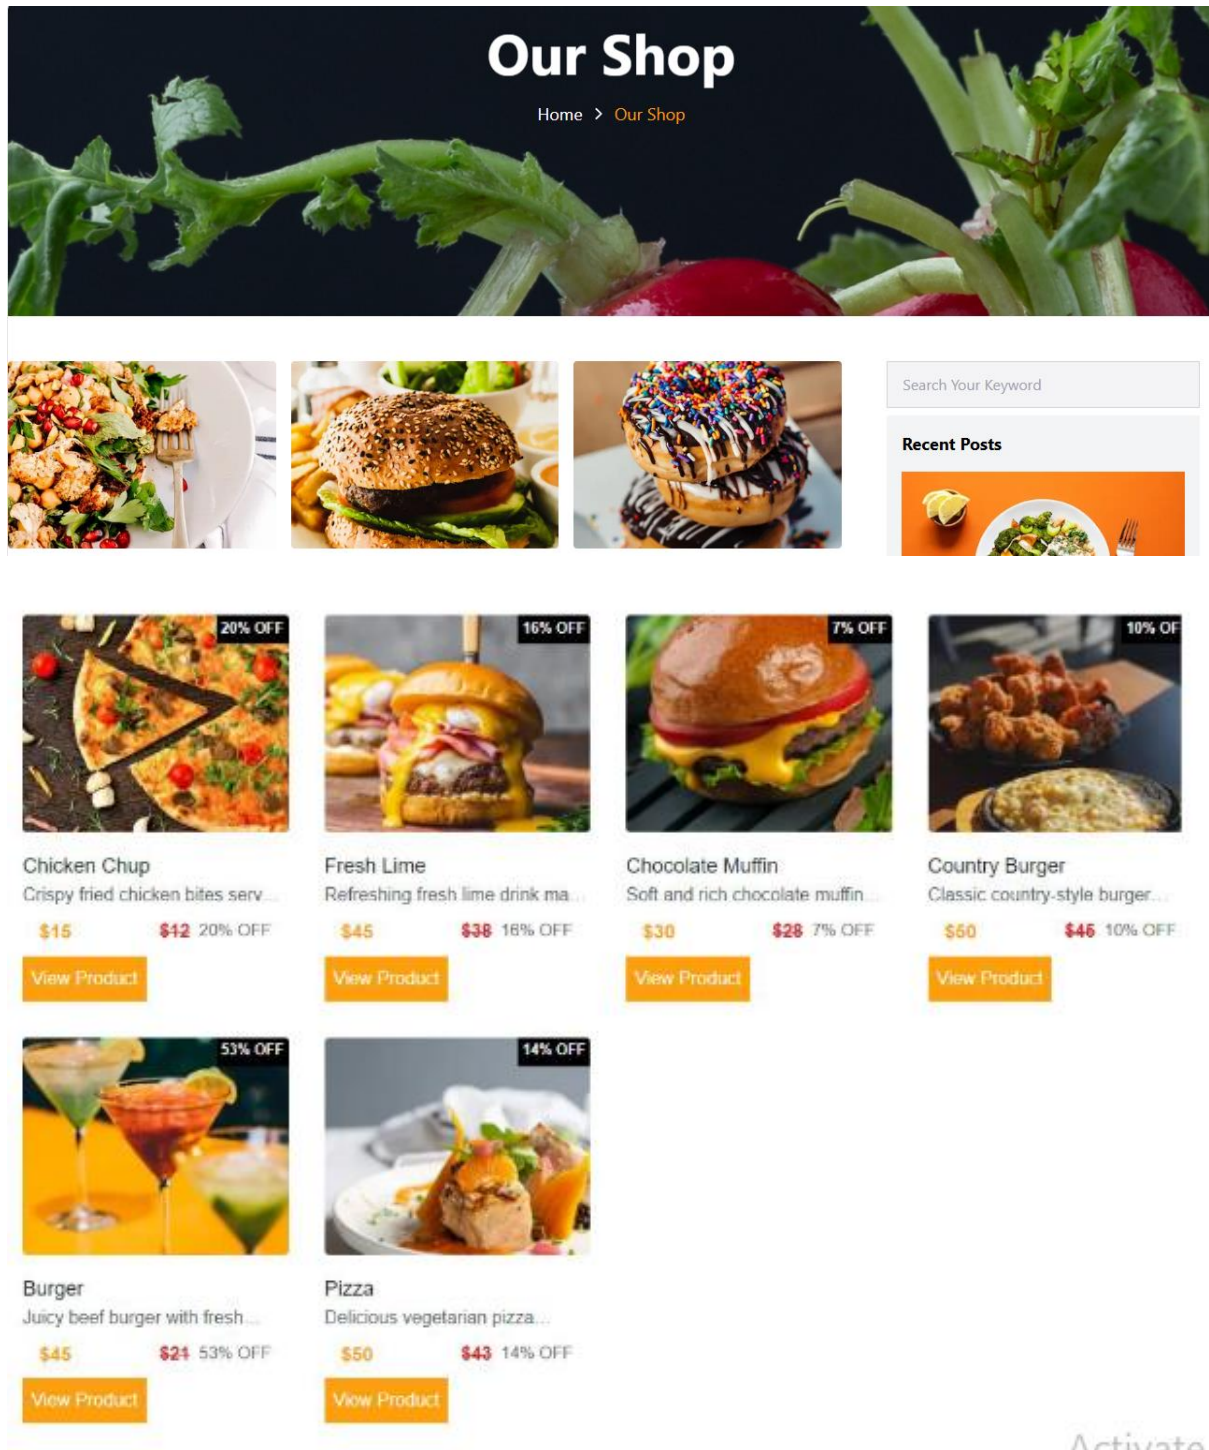 Our Shop
Home > Our Shop
Search Your Keyword
Recent Posts
20% OFF
16% OFF
7% OFF
10% OF
Chicken Chup
Fresh Lime
Chocolate Muffin
Country Burger
Crispy fried chicken bites serv...
Refreshing fresh lime drink ma...
Soft and rich chocolate muffin...
Classic country-style burger...
$15 $12 20% OFF
$45 $38 16% OFF
$30 $28 7% OFF
$50 $45 10% OFF
View Product
View Product
View Product
View Product
53% OFF
14% OFF
Burger
Pizza
Juicy beef burger with fresh...
Delicious vegetarian pizza...
$45 $21 53% OFF
$50 $43 14% OFF
View Product
View Product
Activate